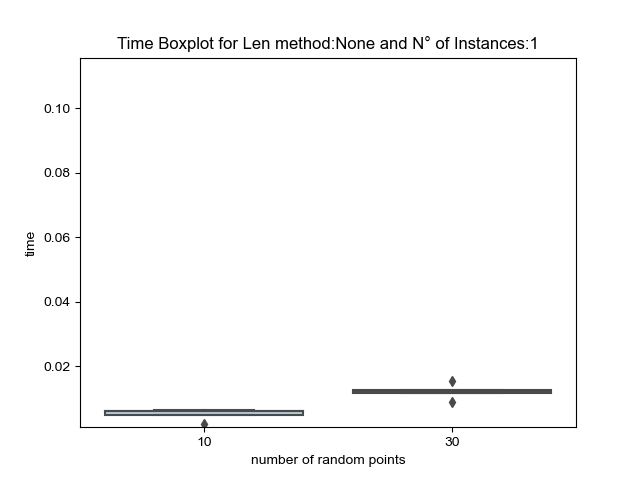 Time Boxplot for Len method:None and N° of Instances:1
0.10
0.08
0.06
0.04
0.02
time
10
30
number of random points